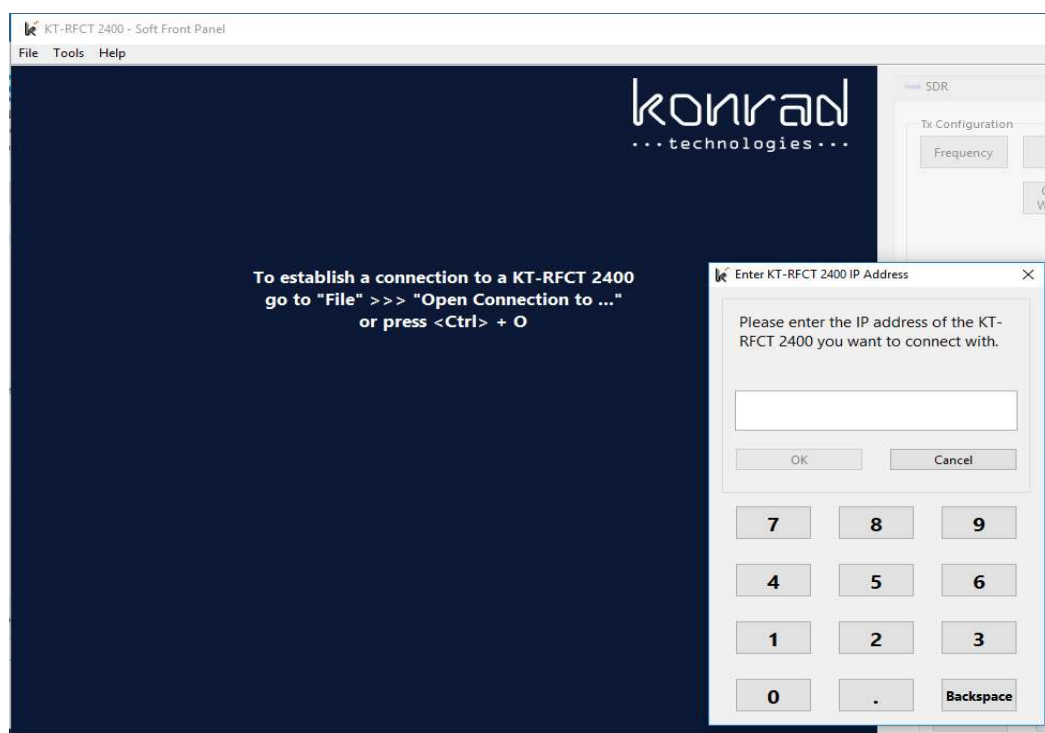 KT-RFCT 2400 - Soft Front Panel
File Tools Help
konrad
...technologies...
SDR
Tx Configuration
Frequency
To establish a connection to a KT-RFCT 2400
go to "File" >>> "Open Connection to ..."
or press <Ctrl> + O
Enter KT-RFCT 2400 IP Address
Please enter the IP address of the KT-
RFCT 2400 you want to connect with.
OK Cancel
7 8 9
4 5 6
1 2 3
0 . Backspace